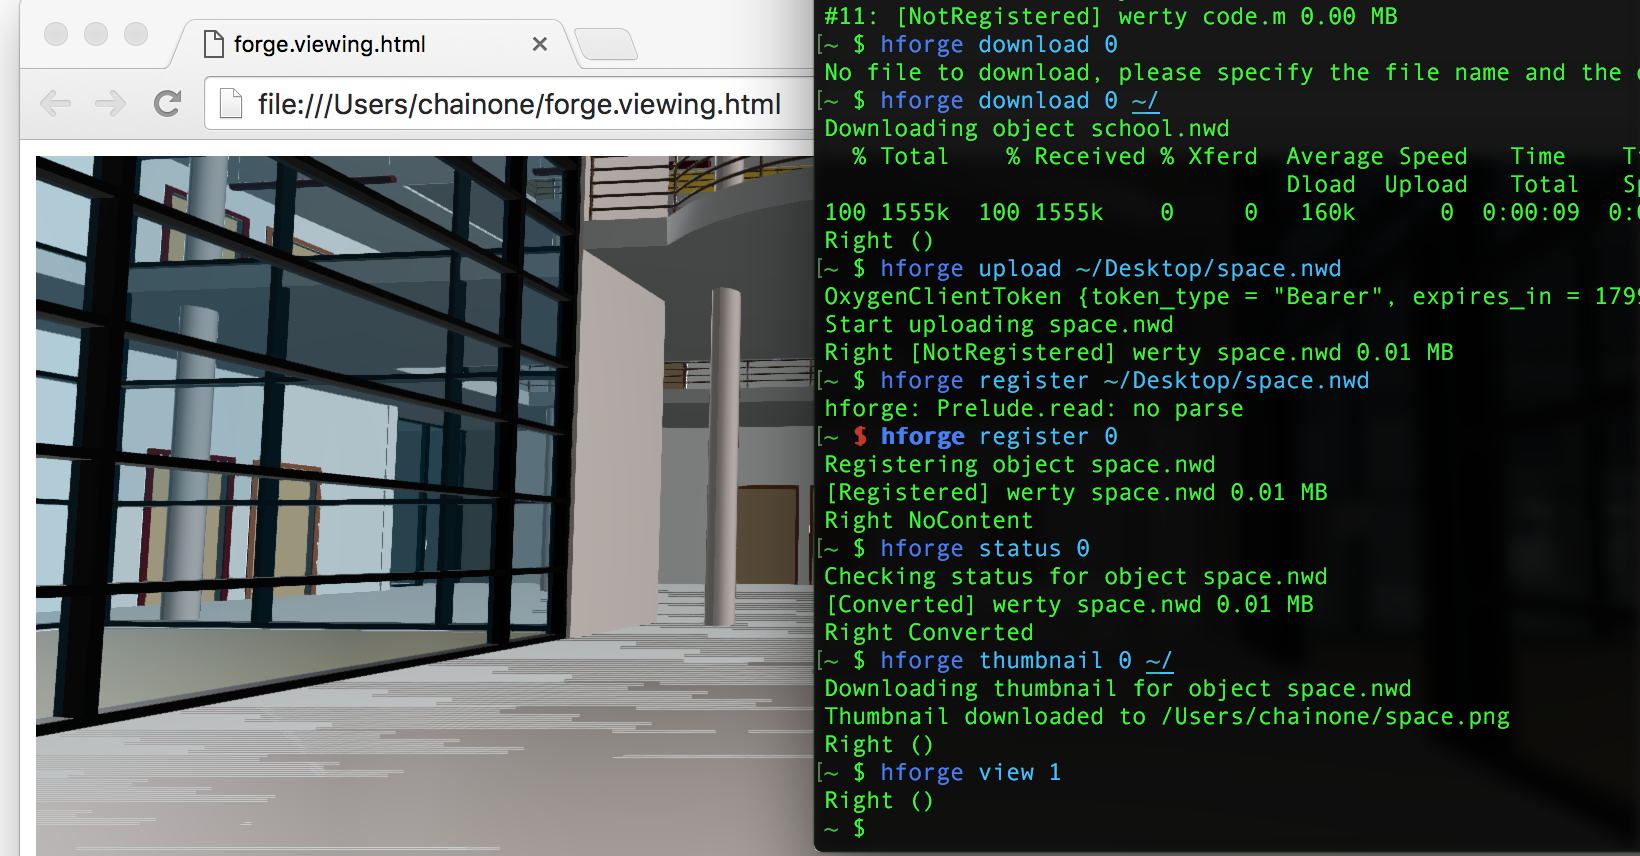 forge.viewing.html
file:///Users/chainone/forge.viewing.html
#11: [NotRegistered] werty code.m 0.00 MB
[~ $ hforge download 0
No file to download, please specify the file name and the
[~ $ hforge download 0 ~/
Downloading object school.nwd
% Total % Received % Xferd Average Speed Time
Dload Upload Total
100 1555k 100 1555k 0 0 160k 0 0:00:09
Right ()
[~ $ hforge upload ~/Desktop/space.nwd
OxygenClientToken {token_type = "Bearer", expires_in = 179
Start uploading space.nwd
Right [NotRegistered] werty space.nwd 0.01 MB
[~ $ hforge register ~/Desktop/space.nwd
hforge: Prelude.read: no parse
[~ $ hforge register 0
Registering object space.nwd
[Registered] werty space.nwd 0.01 MB
Right NoContent
[~ $ hforge status 0
Checking status for object space.nwd
[Converted] werty space.nwd 0.01 MB
Right Converted
[~ $ hforge thumbnail 0 ~/
Downloading thumbnail for object space.nwd
Thumbnail downloaded to /Users/chainone/space.png
Right ()
[~ $ hforge view 1
Right ()
~ $